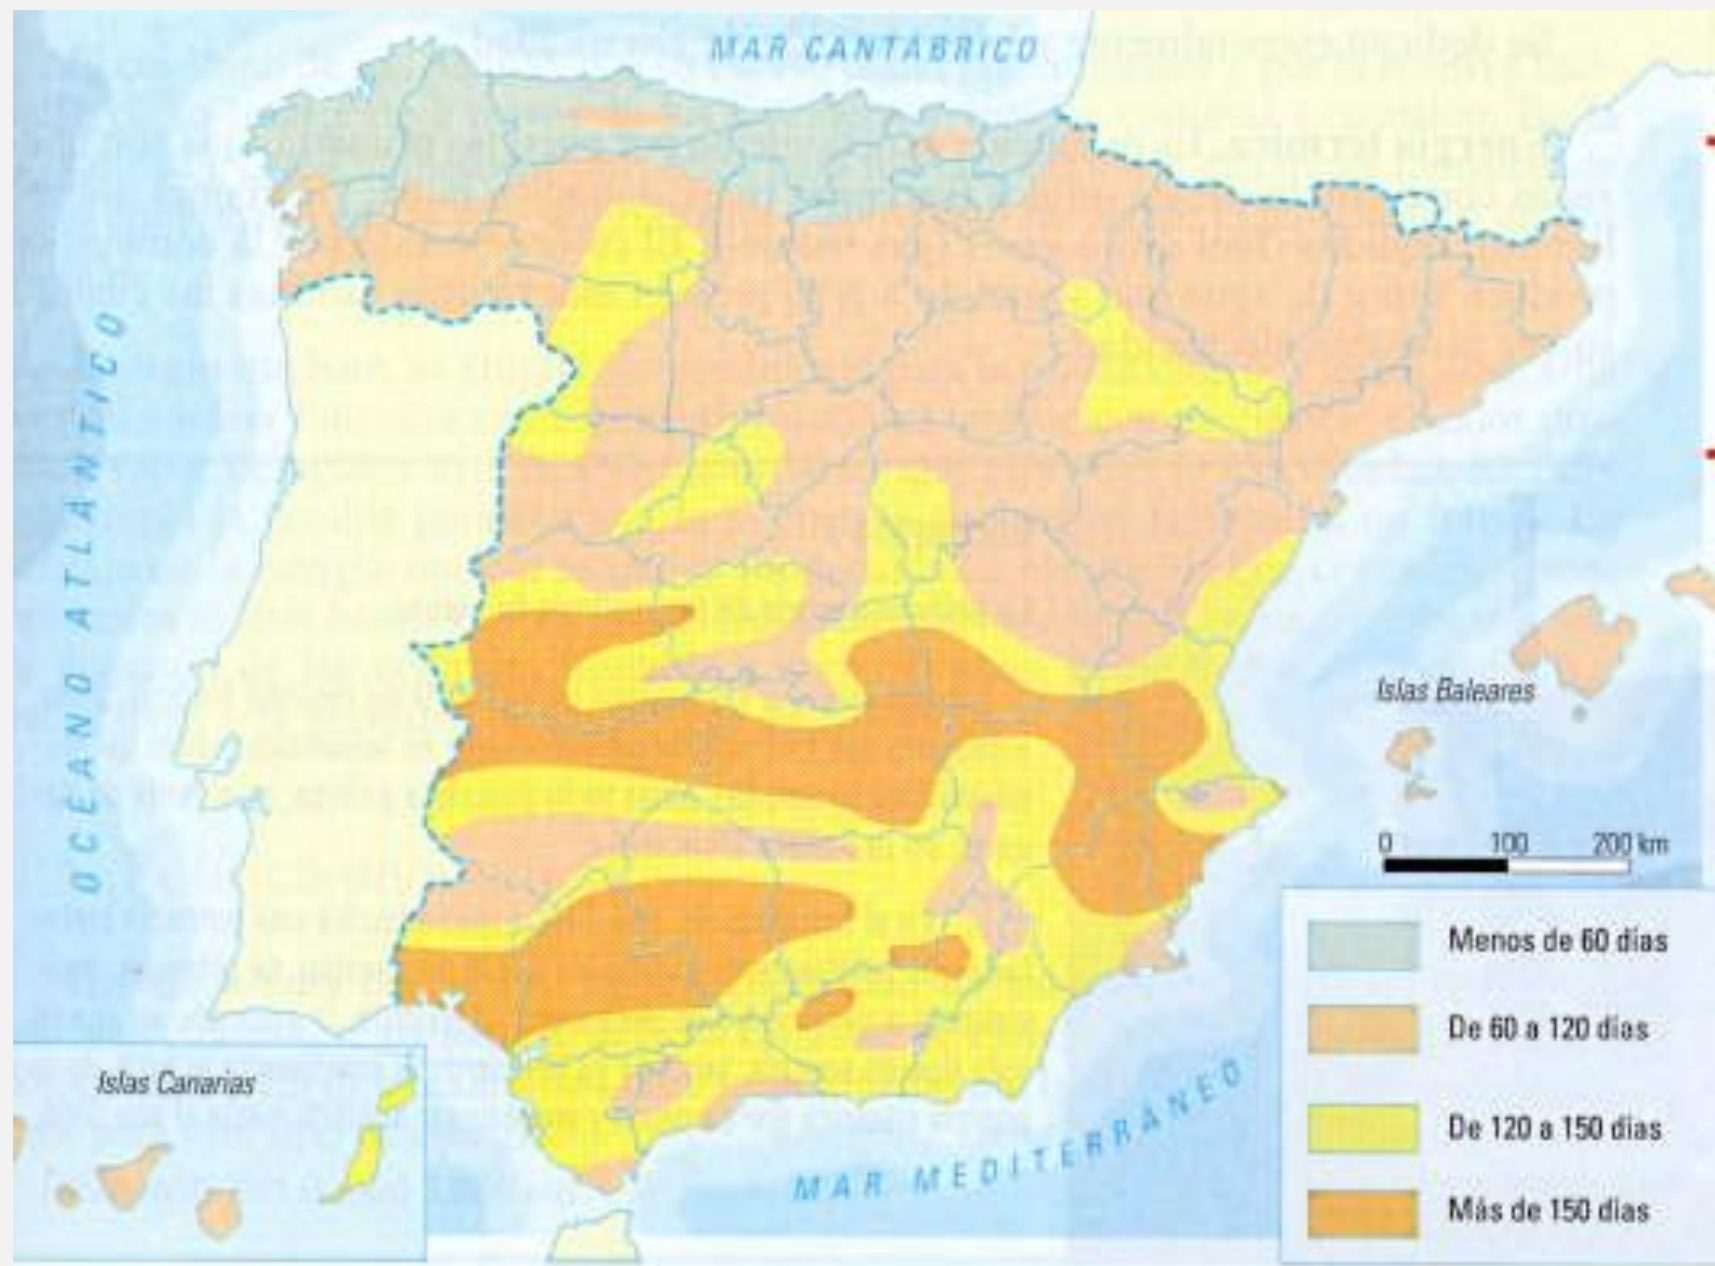 MAR CANTABRICO
OCEANO ATLANTICO
Islas Baleares
0 100 200 km
Menos de 60 días
De 60 a 120 días
De 120 a 150 días
Más de 150 días
Islas Canarias
MAR MEDITERRANEO